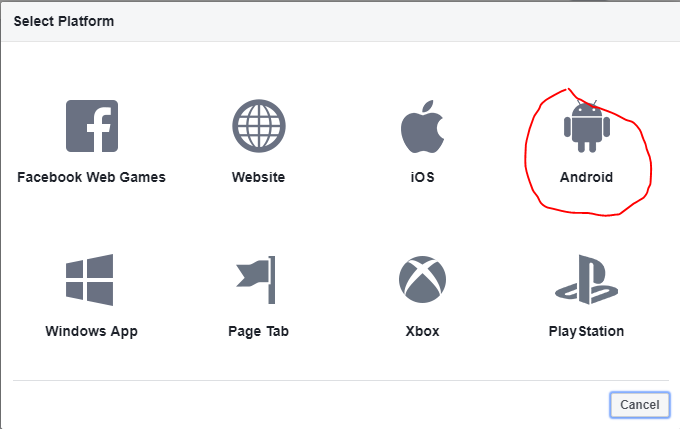 Select Platform
Facebook Web Games
Website
iOS
Android
Windows App
Page Tab
Xbox
PlayStation
Cancel